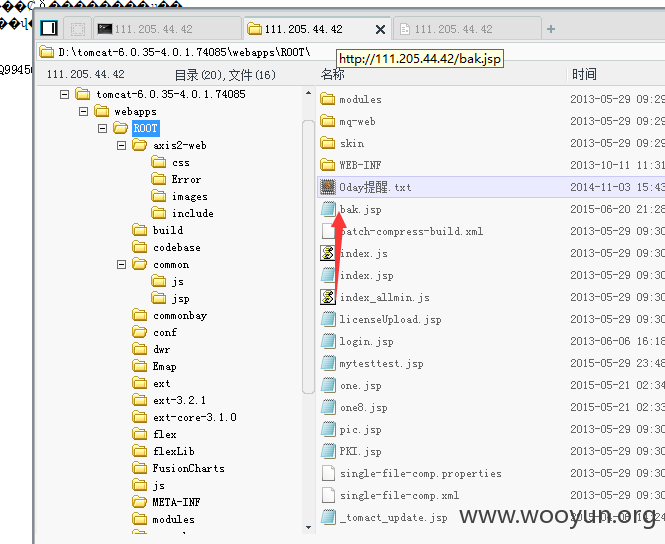 111.205.44.42 111.205.44.42 111.205.44.42
D:\tomcat-6.0.35-4.0.1.74085\webapps\ROOT\
http://111.205.44.42/bak.jsp
111.205.44.42 目录(20),文件(16) 名称 时间
tomcat-6.0.35-4.0.1.74085
webapps
ROOT
axis2-web
css
Error
images
include
build
codebase
common
js
jsp
commonbay
conf
dwr
Emap
ext
ext-3.2.1
ext-core-3.1.0
flex
flexLib
FusionCharts
js
META-INF
modules
modules 2013-05-29 09:29
mq-web 2013-05-29 09:29
skin 2013-05-29 09:29
WEB-INF 2013-10-11 11:31
0day提醒.txt 2014-11-03 15:43
bak.jsp 2015-06-20 21:28
batch-compress-build.xml 2013-05-29 09:30
index.js 2013-05-29 09:30
index.jsp 2013-05-29 09:30
index_allmin.js 2013-05-29 09:30
licenseUpload.jsp 2013-05-29 09:30
login.jsp 2013-06-06 16:18
mytesttest.jsp 2015-05-29 23:48
one.jsp 2015-05-21 02:34
one8.jsp 2015-05-21 02:34
pic.jsp 2013-05-29 09:30
PKI.jsp 2013-05-29 09:30
single-file-comp.properties 2013-05-29 09:30
single-file-comp.xml 2013-05-29 09:30
_tomact_update.jsp
www.wooyun.org